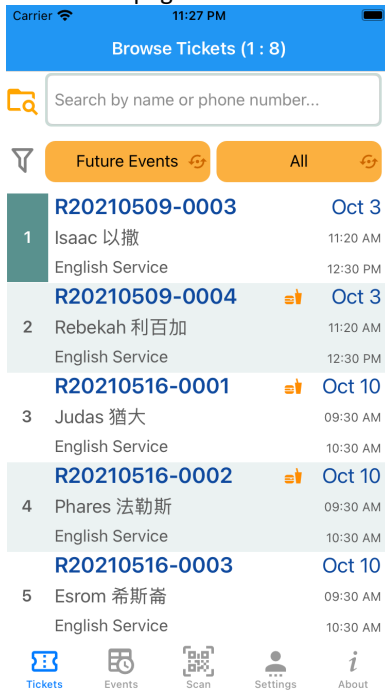 Carrier 11:27 PM
Browse Tickets (1 : 8)
Search by name or phone number...
Future Events All
R20210509-0003 Oct 3
1 Isaac 以撒 11:20 AM
English Service 12:30 PM
R20210509-0004 Oct 3
2 Rebekah 利百加 11:20 AM
English Service 12:30 PM
R20210516-0001 Oct 10
3 Judas 猶大 09:30 AM
English Service 10:30 AM
R20210516-0002 Oct 10
4 Phares 法勒斯 09:30 AM
English Service 10:30 AM
R20210516-0003 Oct 10
5 Esrom 希斯崙 09:30 AM
English Service 10:30 AM
Tickets Events Scan Settings About